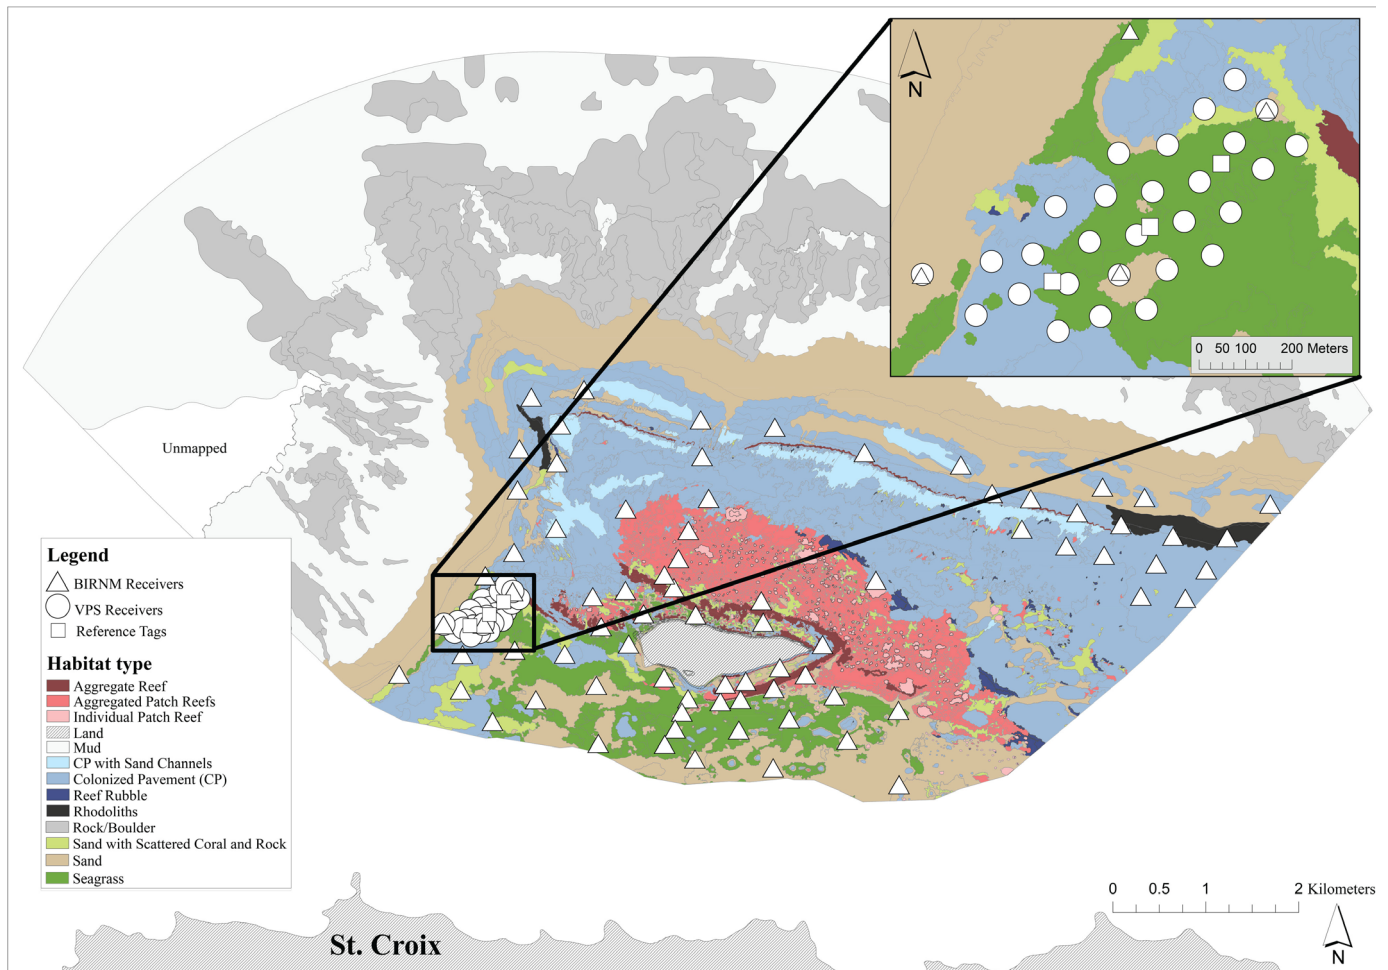 N
0 50 100 200 Meters
Unmapped
Legend
BIRNM Receivers
VPS Receivers
Reference Tags
Habitat type
Aggregate Reef
Aggregated Patch Reefs
Individual Patch Reef
Land
Mud
CP with Sand Channels
Colonized Pavement (CP)
Reef Rubble
Rhodoliths
Rock/Boulder
Sand with Scattered Coral and Rock
Sand
Seagrass
0 0.5 1 2 Kilometers
N
St. Croix